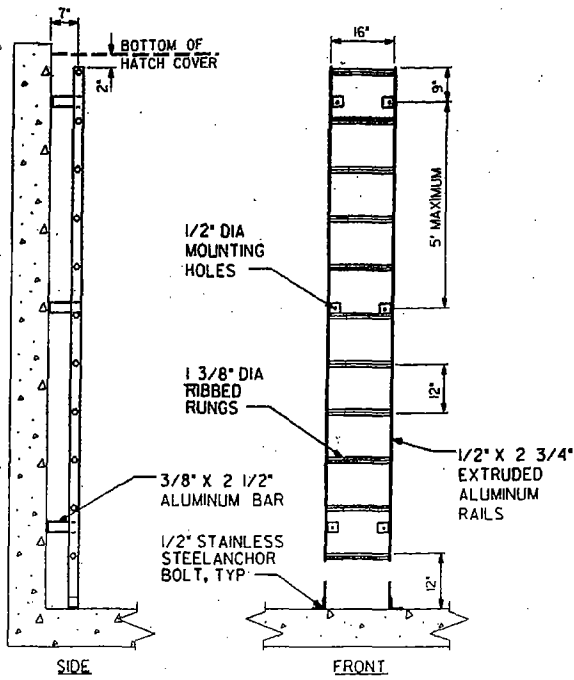 7"
BOTTOM OF
HATCH COVER
2"
16"
9"
5' MAXIMUM
1/2" DIA
MOUNTING
HOLES
1 3/8" DIA
RIBBED
RUNGS
12"
1/2" X 2 3/4"
EXTRUDED
ALUMINUM
RAILS
3/8" X 2 1/2"
ALUMINUM BAR
1/2" STAINLESS
STEELANCHOR
BOLT, TYP
12"
SIDE
FRONT